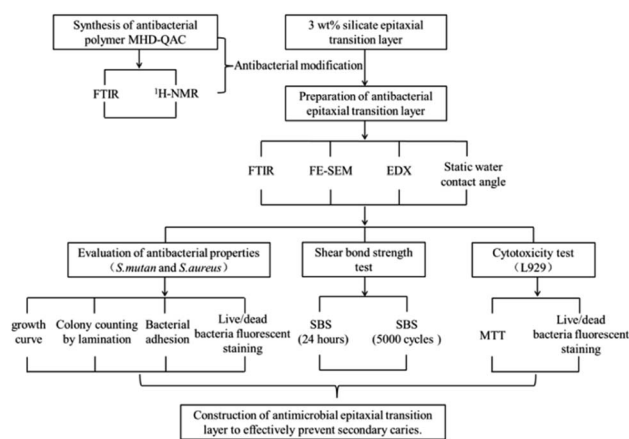 Synthesis of antibacterial
polymer MHD-QAC
3 wt% silicate epitaxial
transition layer
Antibacterial modification
FTIR
¹H-NMR
Preparation of antibacterial
epitaxial transition layer
FTIR
FE-SEM
EDX
Static water
contact angle
Evaluation of antibacterial properties
(S.mutan and S.aureus)
Shear bond strength
test
Cytotoxicity test
(L929)
growth
curve
Colony counting
by lamination
Bacterial
adhesion
Live/dead
bacteria fluorescent
staining
SBS
(24 hours)
SBS
(5000 cycles )
MTT
Live/dead
bacteria fluorescent
staining
Construction of antimicrobial epitaxial transition
layer to effectively prevent secondary caries.